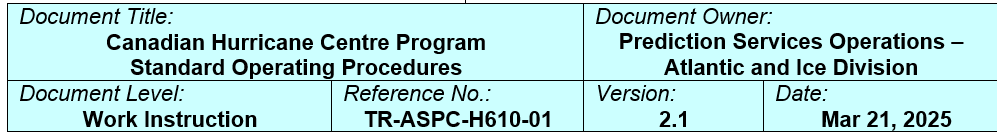 Document Title:
Canadian Hurricane Centre Program
Standard Operating Procedures
Document Owner:
Prediction Services Operations –
Atlantic and Ice Division
Document Level:
Work Instruction
Reference No.:
TR-ASPC-H610-01
Version:
2.1
Date:
Mar 21, 2025